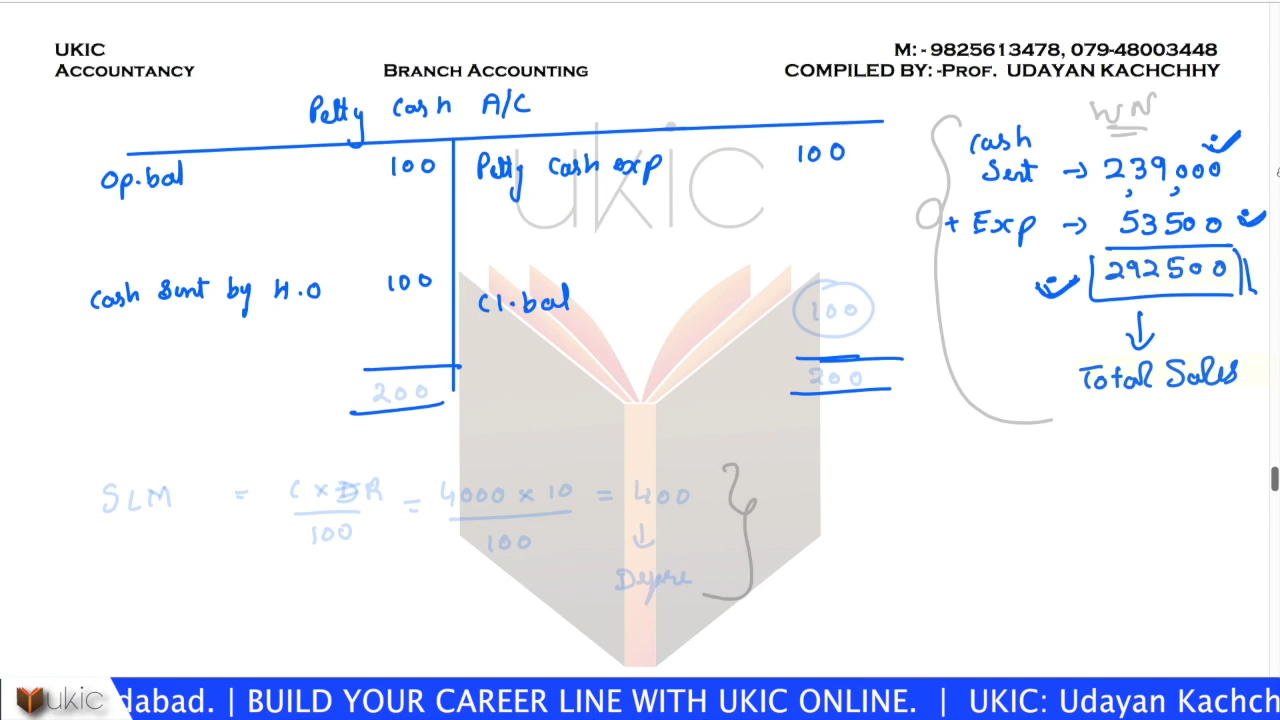 UKIC
ACCOUNTANCY
BRANCH ACCOUNTING
M: - 9825613478, 079-48003448
COMPILED BY: -PROF. UDAYAN KACHCHHY
Petty cash A/C
Op.bal 100 Petty cash exp 100
Cash Sent by H.O 100 Cl.bal 100
200 200
WN
Cash
Sent → 239,000
+ Exp → 53500
292500
↓
Total Sales
SLM = C × DR / 100 = 4000 × 10 / 100 = 400
↓
Depre
ukic
ukic
dabad. | BUILD YOUR CAREER LINE WITH UKIC ONLINE. | UKIC: Udayan Kachch